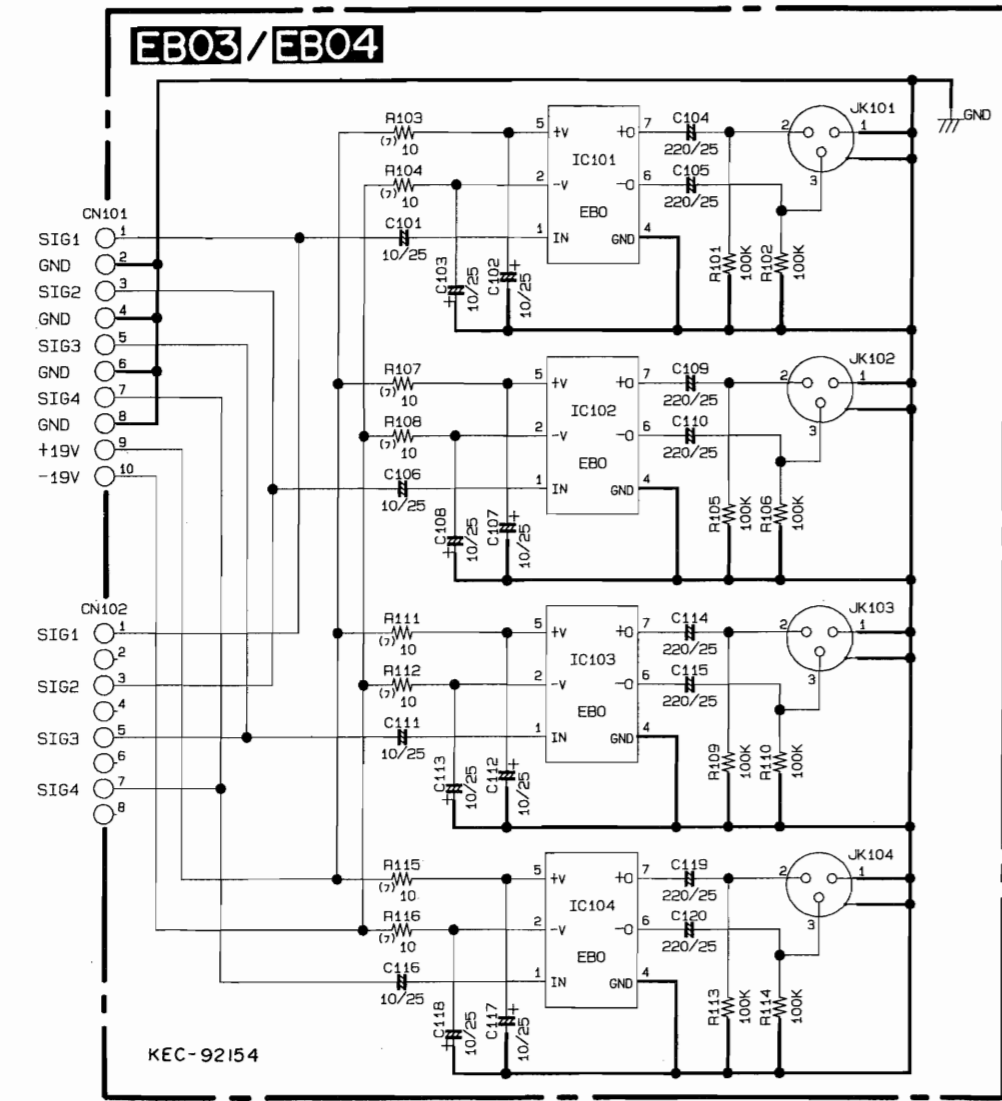 EB03/EB04
GND
CN101
SIG1 1
GND 2
SIG2 3
GND 4
SIG3 5
GND 6
SIG4 7
GND 8
+19V 9
-19V 10
CN102
SIG1 1
2
SIG2 3
4
SIG3 5
6
SIG4 7
8
R103
(7) 10
R104
(7) 10
C101
10/25
C103
10/25
C102
10/25
+
+
5 +V
2 -V
1 IN
IC101
EBO
+O 7
-O 6
GND 4
C104
220/25
C105
220/25
R101
100K
R102
100K
JK101
2 1
3
R107
(7) 10
R108
(7) 10
C106
10/25
C108
10/25
C107
10/25
+
+
5 +V
2 -V
1 IN
IC102
EBO
+O 7
-O 6
GND 4
C109
220/25
C110
220/25
R105
100K
R106
100K
JK102
2 1
3
R111
(7) 10
R112
(7) 10
C111
10/25
C113
10/25
C112
10/25
+
+
5 +V
2 -V
1 IN
IC103
EBO
+O 7
-O 6
GND 4
C114
220/25
C115
220/25
R109
100K
R110
100K
JK103
2 1
3
R115
(7) 10
R116
(7) 10
C116
10/25
C118
10/25
C117
10/25
+
+
5 +V
2 -V
1 IN
IC104
EBO
+O 7
-O 6
GND 4
C119
220/25
C120
220/25
R113
100K
R114
100K
JK104
2 1
3
KEC-92154